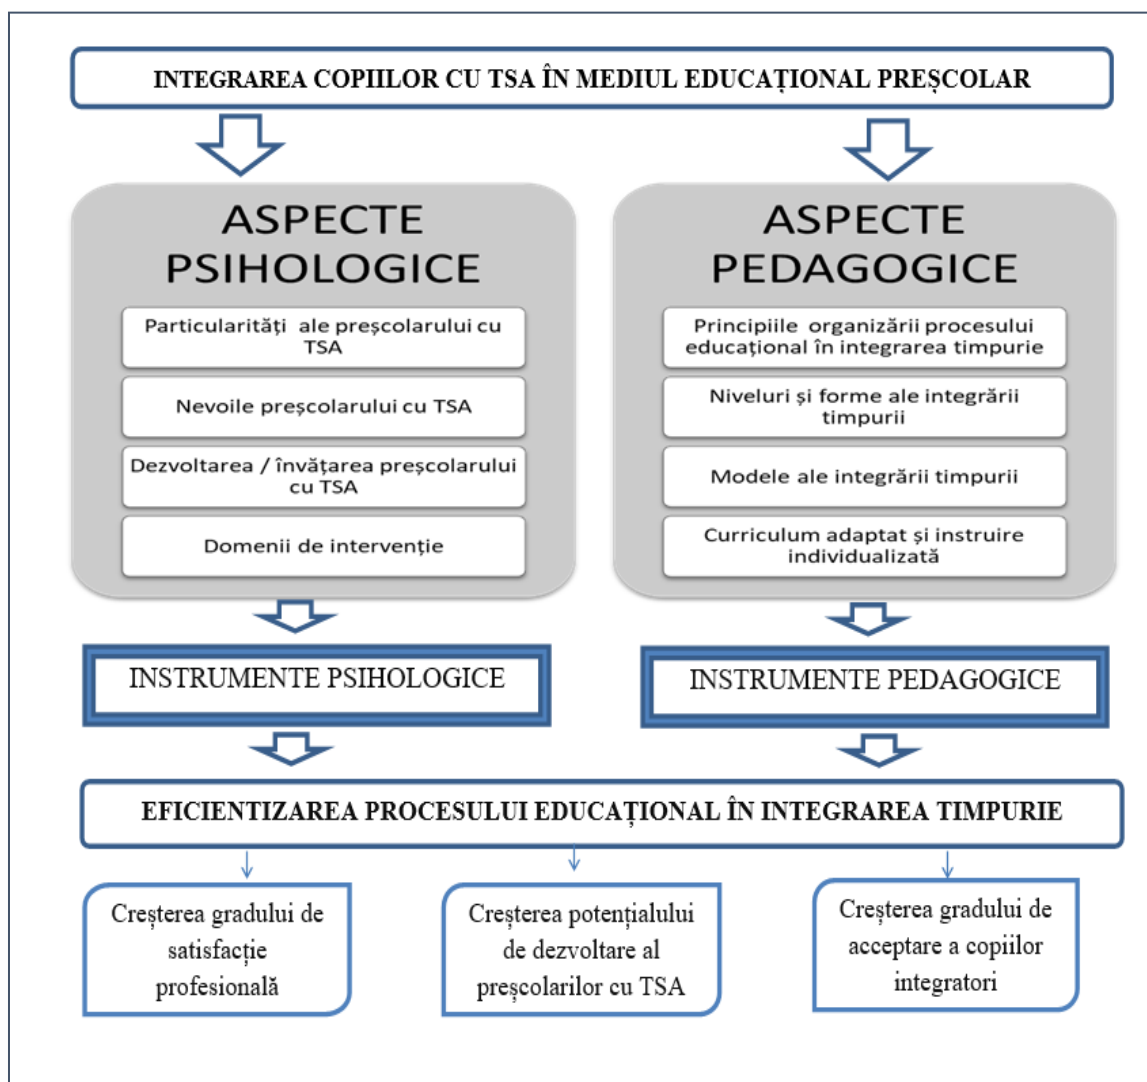 INTEGRAREA COPIILOR CU TSA ÎN MEDIUL EDUCAȚIONAL PREȘCOLAR
ASPECTE
PSIHOLOGICE
Particularități ale preșcolarului cu
TSA
Nevoile preșcolarului cu TSA
Dezvoltarea / învățarea preșcolarului
cu TSA
Domenii de intervenție
ASPECTE
PEDAGOGICE
Principiile organizării procesului
educațional în integrarea timpurie
Niveluri și forme ale integrării
timpurii
Modele ale integrării timpurii
Curriculum adaptat și instruire
individualizată
INSTRUMENTE PSIHOLOGICE
INSTRUMENTE PEDAGOGICE
EFICIENTIZAREA PROCESULUI EDUCAȚIONAL ÎN INTEGRAREA TIMPURIE
Creșterea gradului de
satisfacție
profesională
Creșterea potențialului
de dezvoltare al
preșcolarilor cu TSA
Creșterea gradului de
acceptare a copiilor
integratori